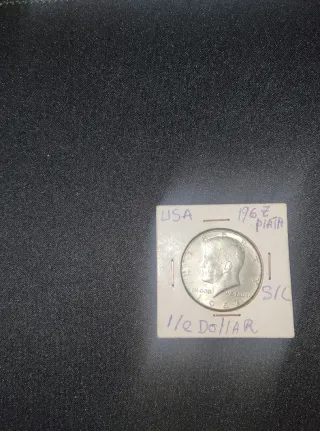 USA 1967
PlATA
S/C
1/2 DollAR